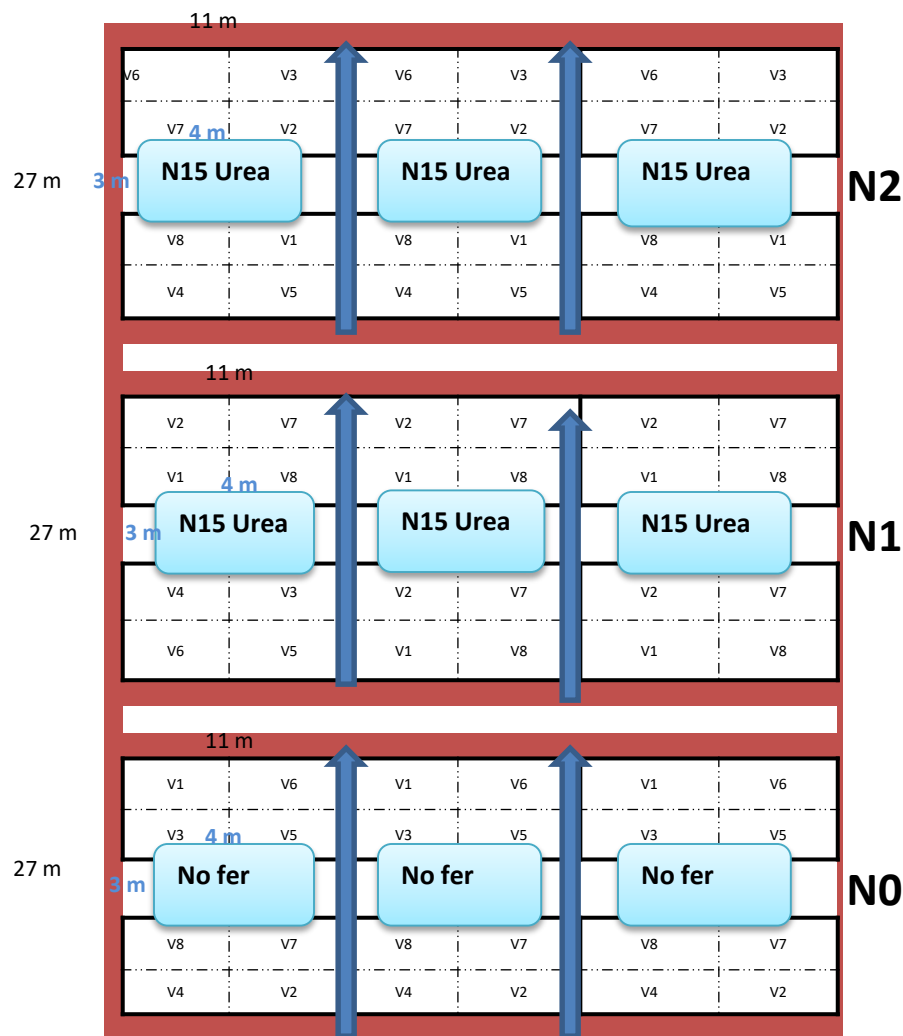 11 m
V6 V3 V6 V3 V6 V3
V7 V2 V7 V2 V7 V2
4 m
27 m 3 m N15 Urea N15 Urea N15 Urea N2
V8 V1 V8 V1 V8 V1
V4 V5 V4 V5 V4 V5
11 m
V2 V7 V2 V7 V2 V7
V1 V8 V1 V8 V1 V8
4 m
27 m 3 m N15 Urea N15 Urea N15 Urea N1
V4 V3 V2 V7 V2 V7
V6 V5 V1 V8 V1 V8
11 m
V1 V6 V1 V6 V1 V6
V3 V5 V3 V5 V3 V5
4 m
27 m 3 m No fer No fer No fer N0
V8 V7 V8 V7 V8 V7
V4 V2 V4 V2 V4 V2